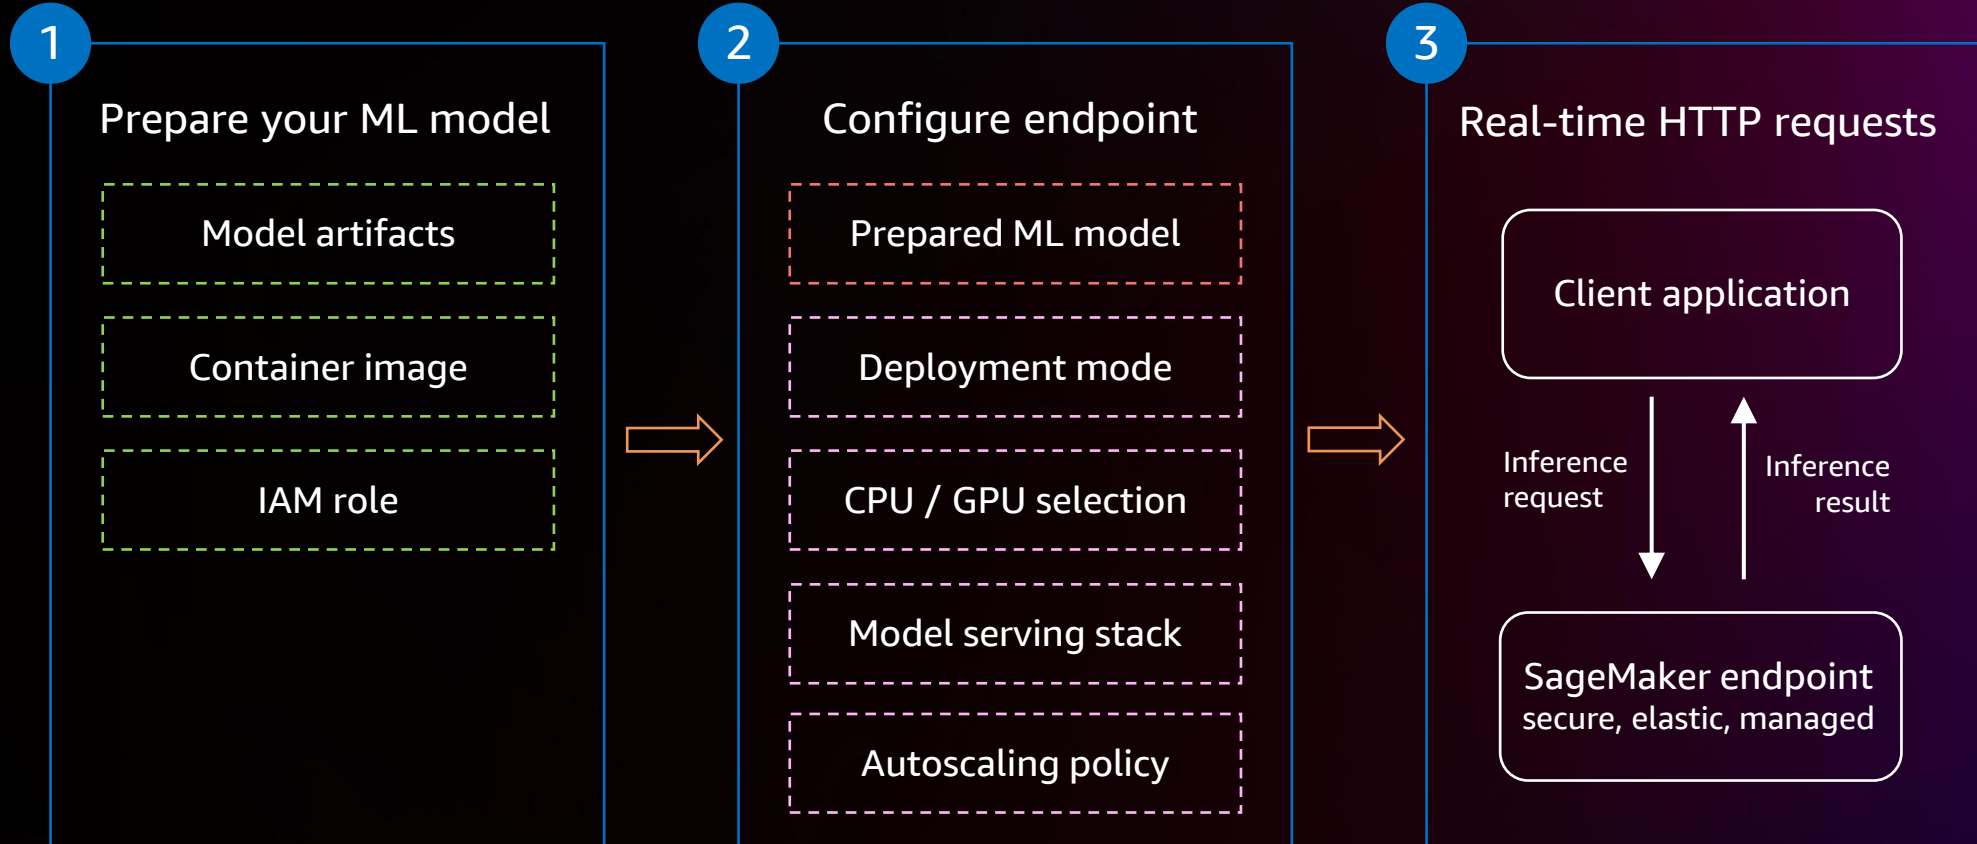 1
Prepare your ML model
Model artifacts
Container image
IAM role
2
Configure endpoint
Prepared ML model
Deployment mode
CPU / GPU selection
Model serving stack
Autoscaling policy
3
Real-time HTTP requests
Client application
Inference
request
Inference
result
SageMaker endpoint
secure, elastic, managed